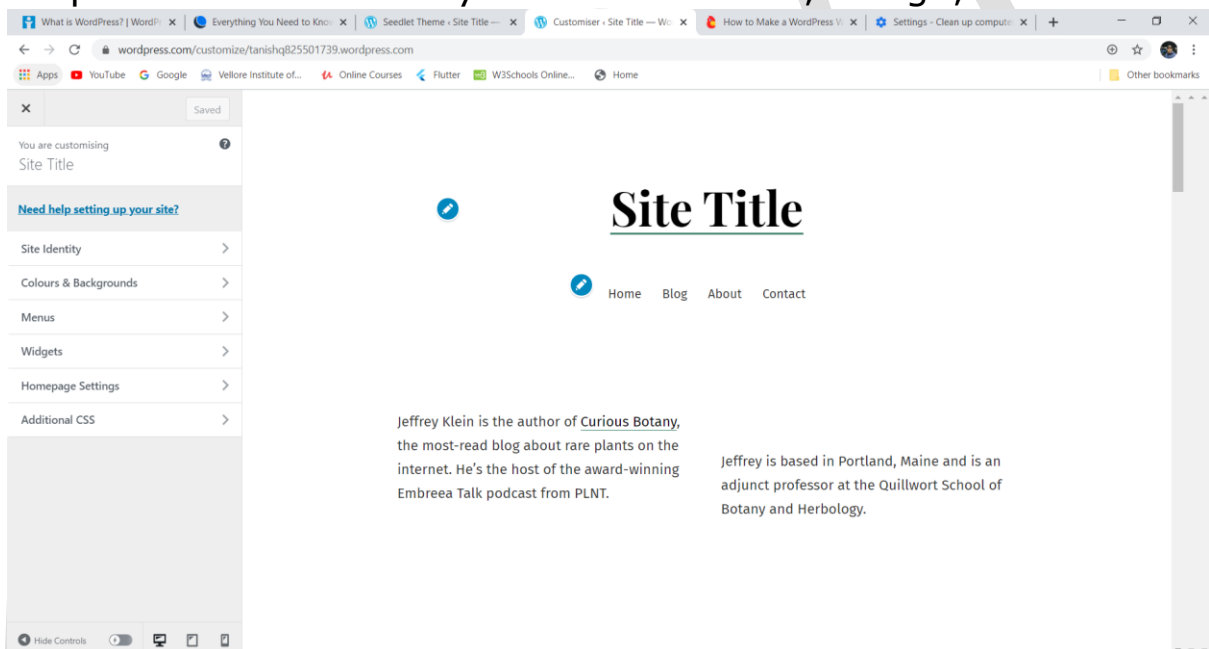 What is WordPress? | WordPr
Everything You Need to Know
Seedlet Theme ‹ Site Title —
Customiser ‹ Site Title — Wo
How to Make a WordPress W
Settings - Clean up compute
wordpress.com/customize/tanishq825501739.wordpress.com
Apps YouTube Google Vellore Institute of... Online Courses Flutter W3Schools Online... Home Other bookmarks
Saved
You are customising
Site Title
Need help setting up your site?
Site Identity
Colours & Backgrounds
Menus
Widgets
Homepage Settings
Additional CSS
Hide Controls
Site Title
Home Blog About Contact
Jeffrey Klein is the author of Curious Botany,
the most-read blog about rare plants on the
internet. He’s the host of the award-winning
Embreea Talk podcast from PLNT.
Jeffrey is based in Portland, Maine and is an
adjunct professor at the Quillwort School of
Botany and Herbology.